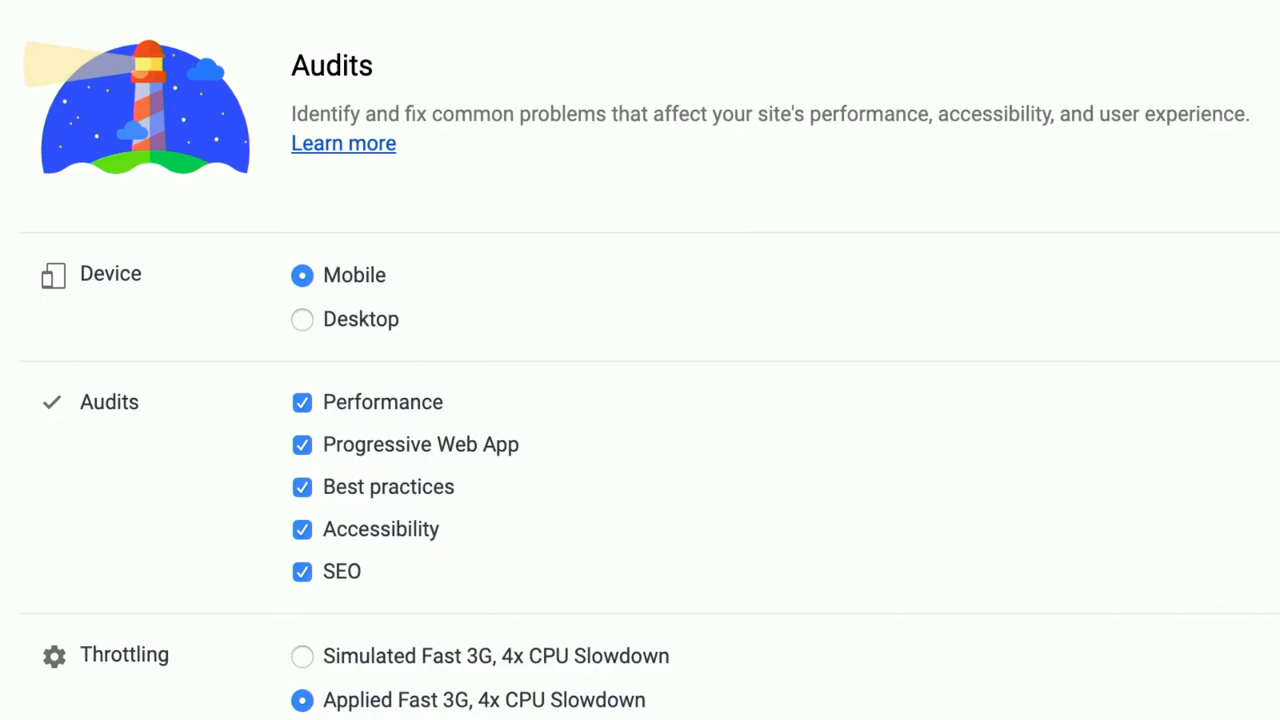 Audits
Identify and fix common problems that affect your site's performance, accessibility, and user experience.
Learn more
Device
Mobile
Desktop
Audits
Performance
Progressive Web App
Best practices
Accessibility
SEO
Throttling
Simulated Fast 3G, 4x CPU Slowdown
Applied Fast 3G, 4x CPU Slowdown